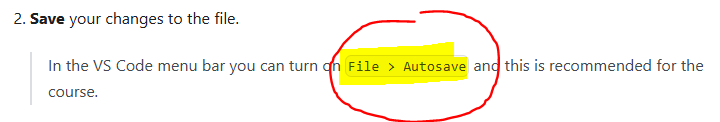 2. Save your changes to the file.
In the VS Code menu bar you can turn on File > Autosave and this is recommended for the
course.